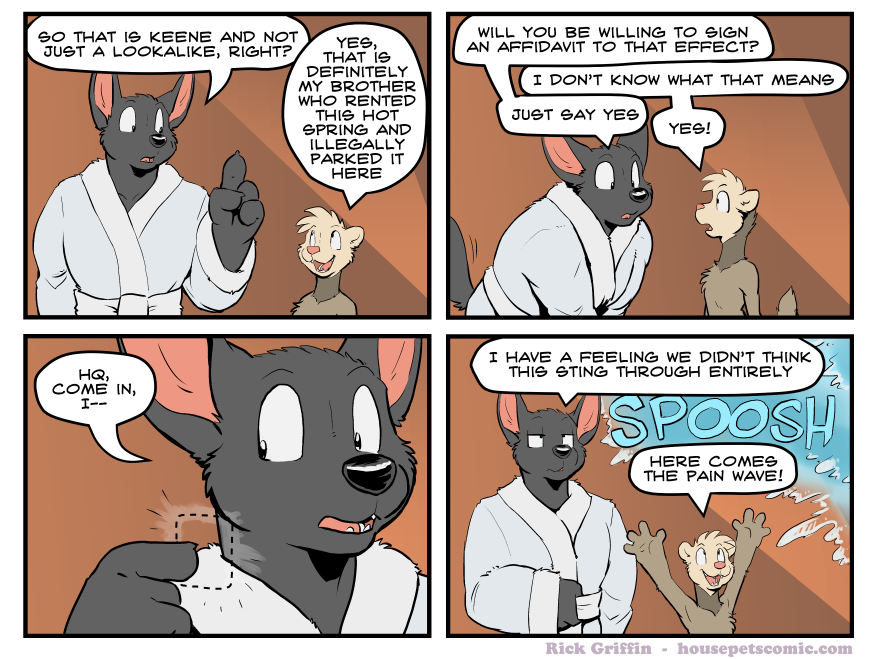 SO THAT IS KEENE AND NOT
JUST A LOOKALIKE, RIGHT?
YES,
THAT IS
DEFINITELY
MY BROTHER
WHO RENTED
THIS HOT
SPRING AND
ILLEGALLY
PARKED IT
HERE
WILL YOU BE WILLING TO SIGN
AN AFFIDAVIT TO THAT EFFECT?
I DON'T KNOW WHAT THAT MEANS
JUST SAY YES
YES!
HQ,
COME IN,
I--
I HAVE A FEELING WE DIDN'T THINK
THIS STING THROUGH ENTIRELY
SPOOSH
HERE COMES
THE PAIN WAVE!
Rick Griffin - housepetscomic.com